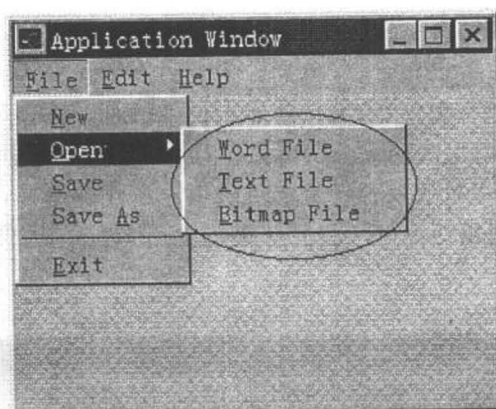 Application Window
File Edit Help
New
Open
Word File
Save
Text File
Save As
Bitmap File
Exit